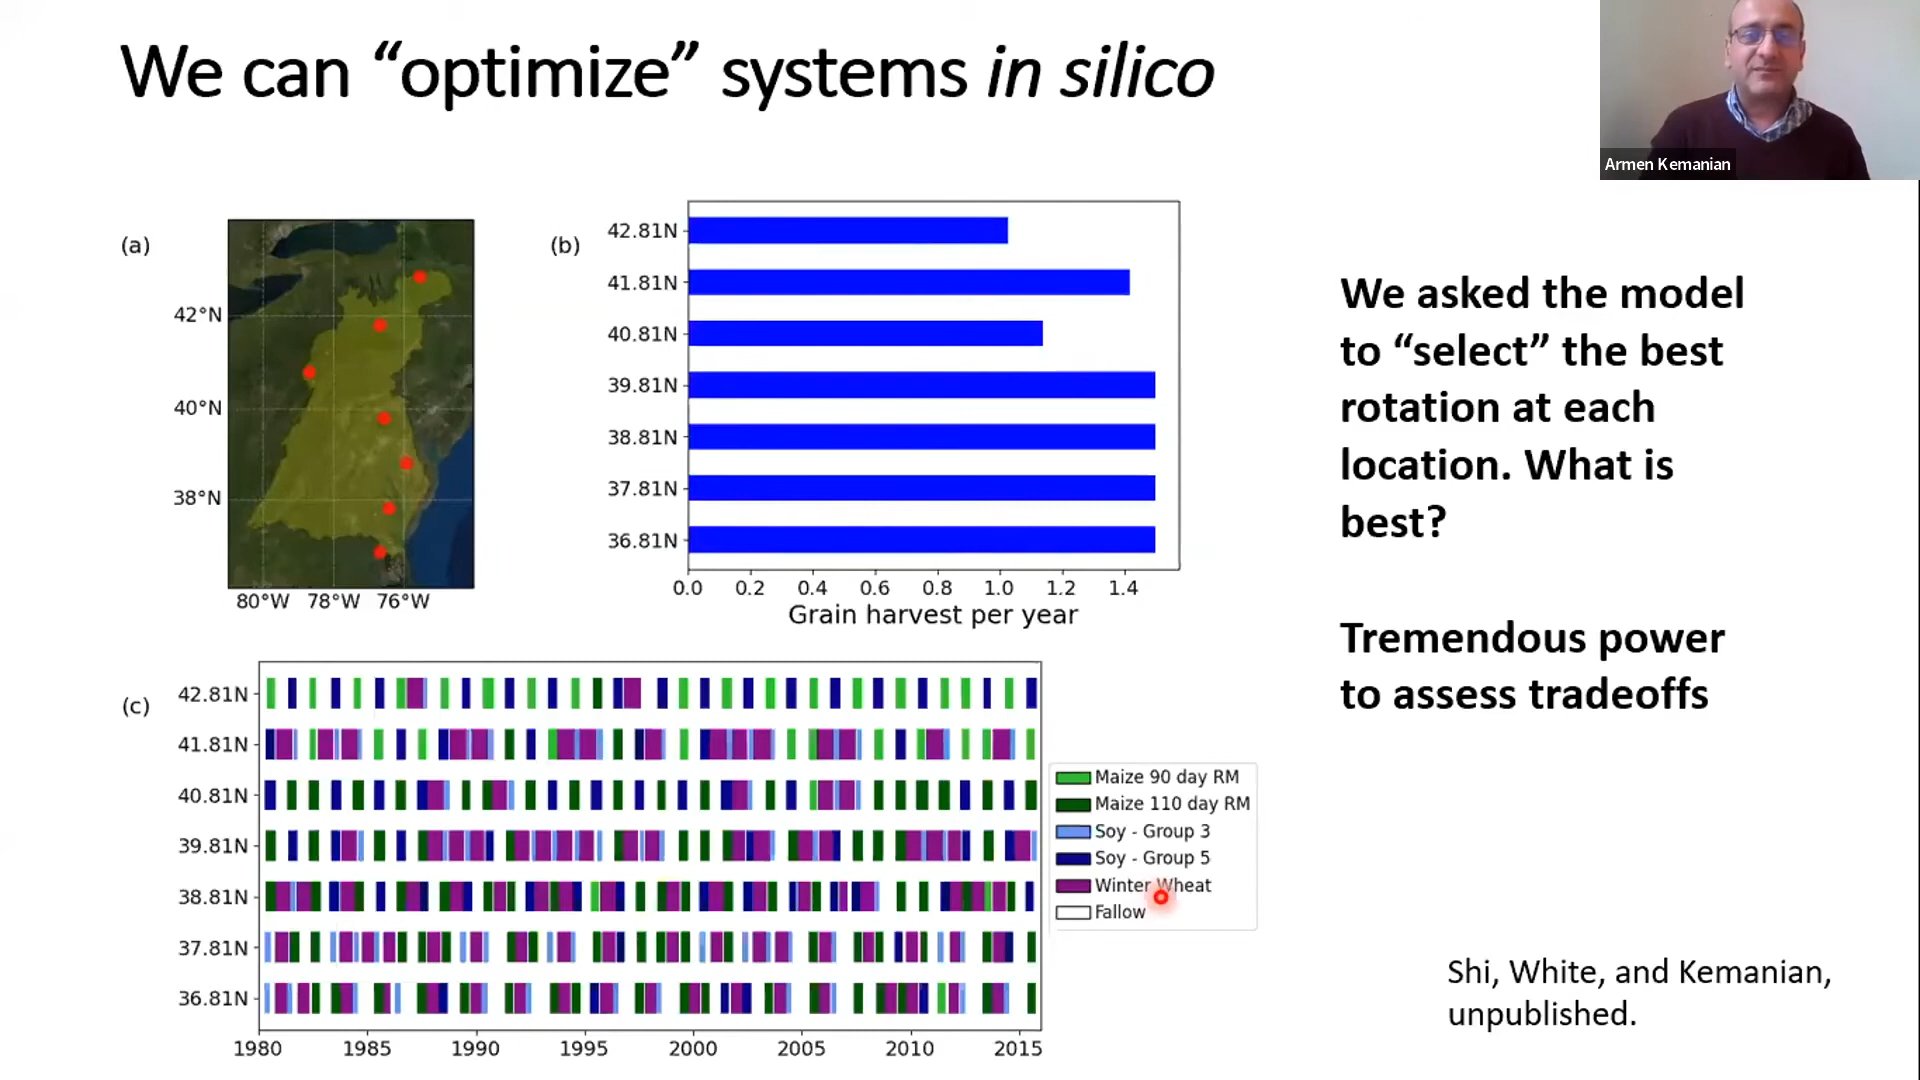 We can “optimize” systems in silico
Armen Kemanian
(a)
42°N
40°N
38°N
80°W 78°W 76°W
(b)
42.81N
41.81N
40.81N
39.81N
38.81N
37.81N
36.81N
0.0 0.2 0.4 0.6 0.8 1.0 1.2 1.4
Grain harvest per year
We asked the model
to “select” the best
rotation at each
location. What is
best?
Tremendous power
to assess tradeoffs
(c)
42.81N
41.81N
40.81N
39.81N
38.81N
37.81N
36.81N
1980 1985 1990 1995 2000 2005 2010 2015
Maize 90 day RM
Maize 110 day RM
Soy - Group 3
Soy - Group 5
Winter Wheat
Fallow
Shi, White, and Kemanian,
unpublished.